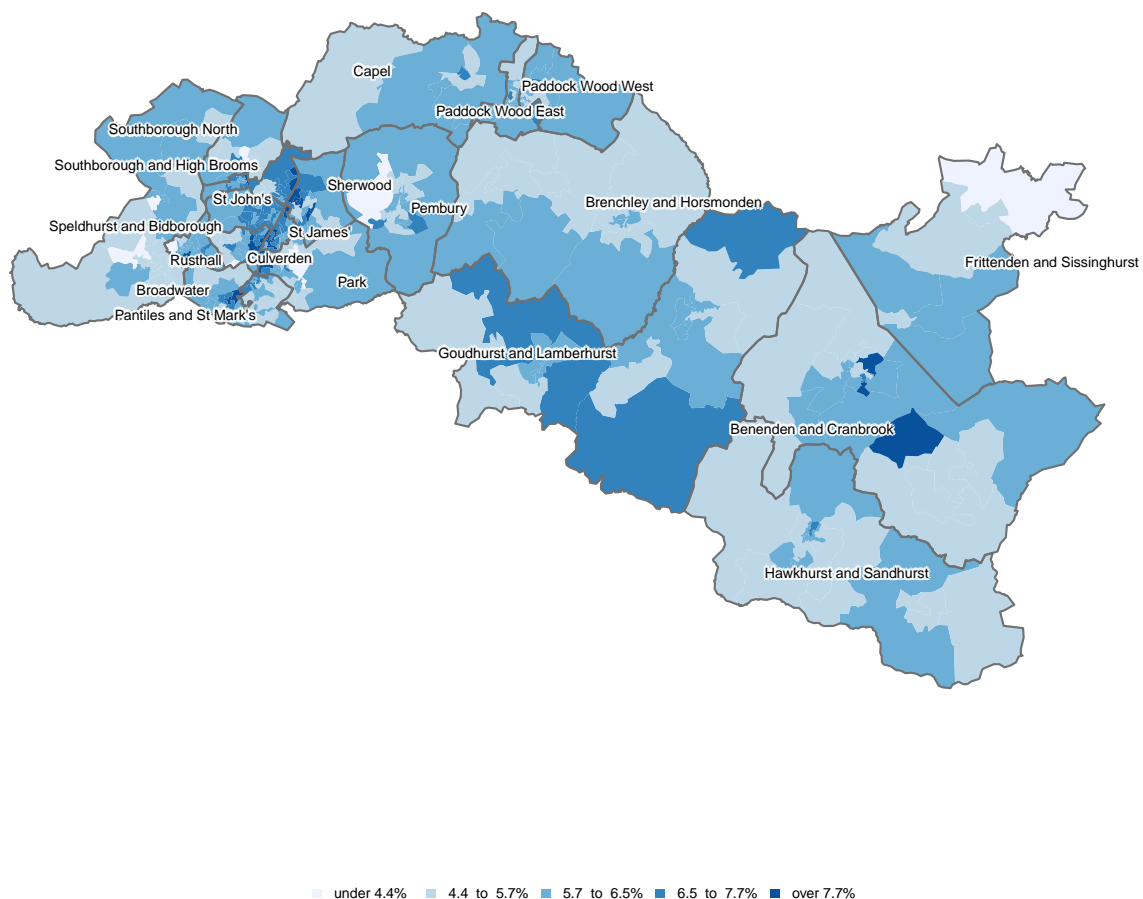 Capel
Paddock Wood West
Paddock Wood East
Southborough North
Southborough and High Brooms
Sherwood
St John's
Pembury
Brenchley and Horsmonden
Speldhurst and Bidborough
St James'
Rusthall
Culverden
Frittenden and Sissinghurst
Park
Broadwater
Pantiles and St Mark's
Goudhurst and Lamberhurst
Benenden and Cranbrook
Hawkhurst and Sandhurst
under 4.4% 4.4 to 5.7% 5.7 to 6.5% 6.5 to 7.7% over 7.7%